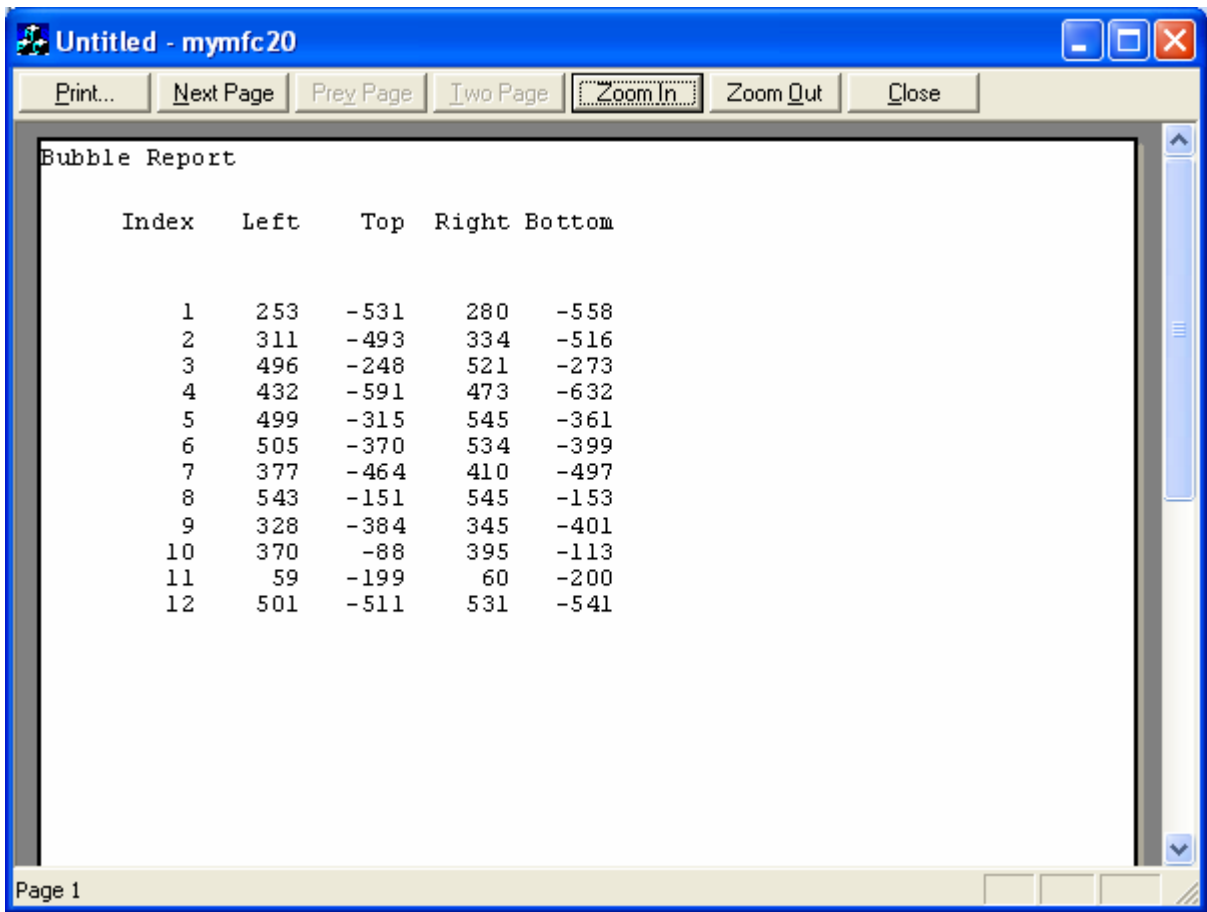 Untitled - mymfc20
Print... Next Page Prev Page Two Page Zoom In Zoom Out Close
Bubble Report
Index Left Top Right Bottom
1 253 -531 280 -558
2 311 -493 334 -516
3 496 -248 521 -273
4 432 -591 473 -632
5 499 -315 545 -361
6 505 -370 534 -399
7 377 -464 410 -497
8 543 -151 545 -153
9 328 -384 345 -401
10 370 -88 395 -113
11 59 -199 60 -200
12 501 -511 531 -541
Page 1